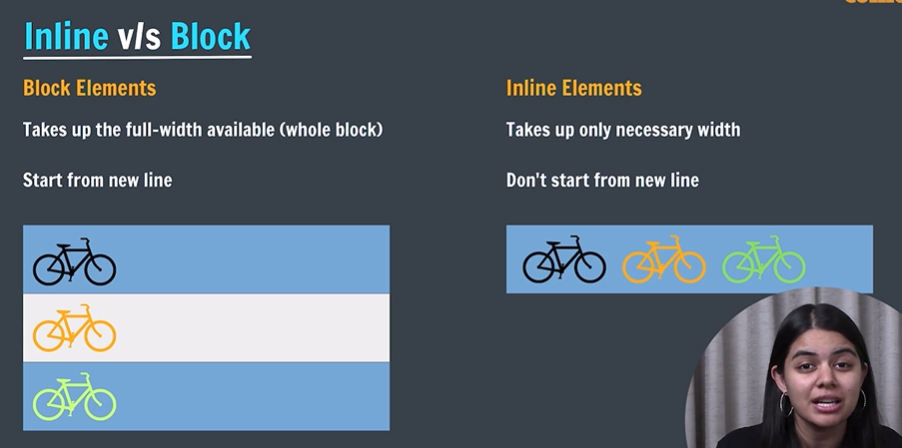 Inline v/s Block
Block Elements
Takes up the full-width available (whole block)
Start from new line
Inline Elements
Takes up only necessary width
Don't start from new line